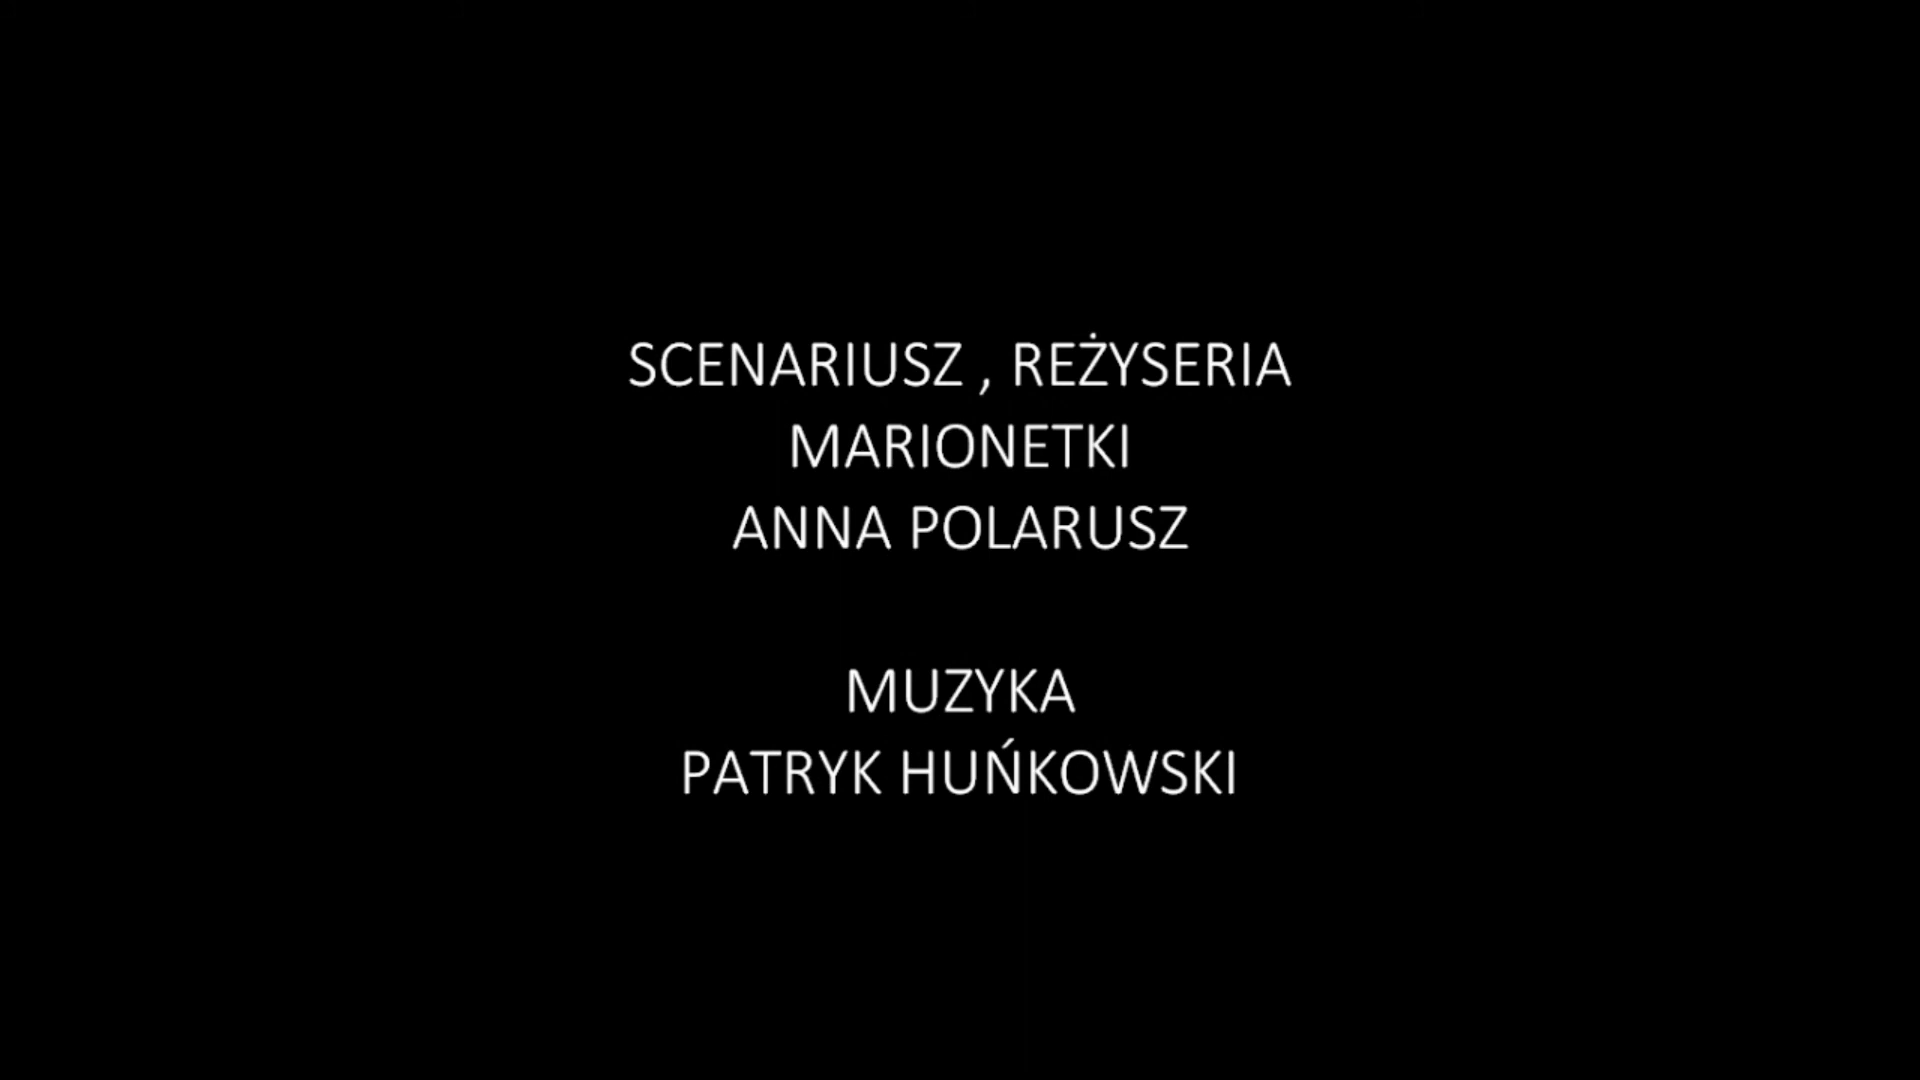 SCENARIUSZ , REŻYSERIA
MARIONETKI
ANNA POLARUSZ
MUZYKA
PATRYK HUŃKOWSKI